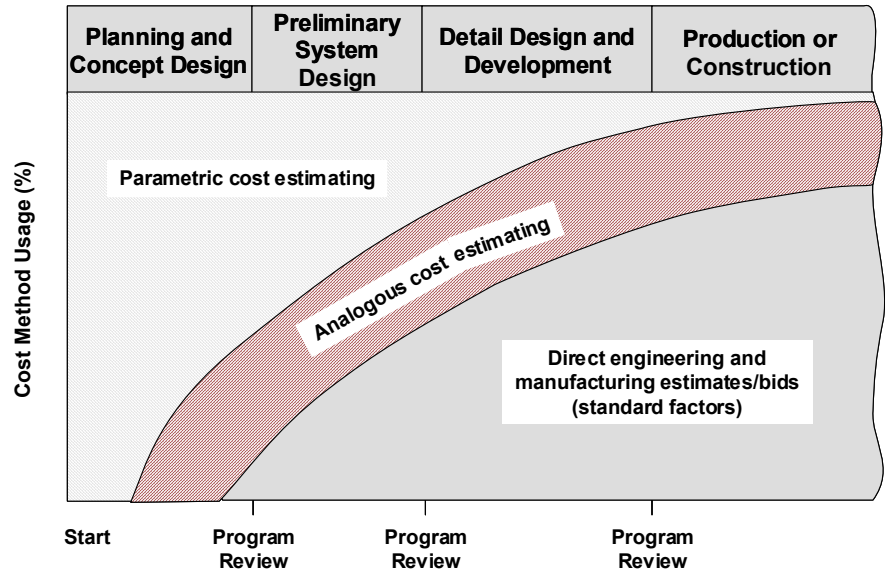 Planning and
Concept Design
Preliminary
System
Design
Detail Design and
Development
Production or
Construction
Cost Method Usage (%)
Parametric cost estimating
Analogous cost estimating
Direct engineering and
manufacturing estimates/bids
(standard factors)
Start
Program
Review
Program
Review
Program
Review